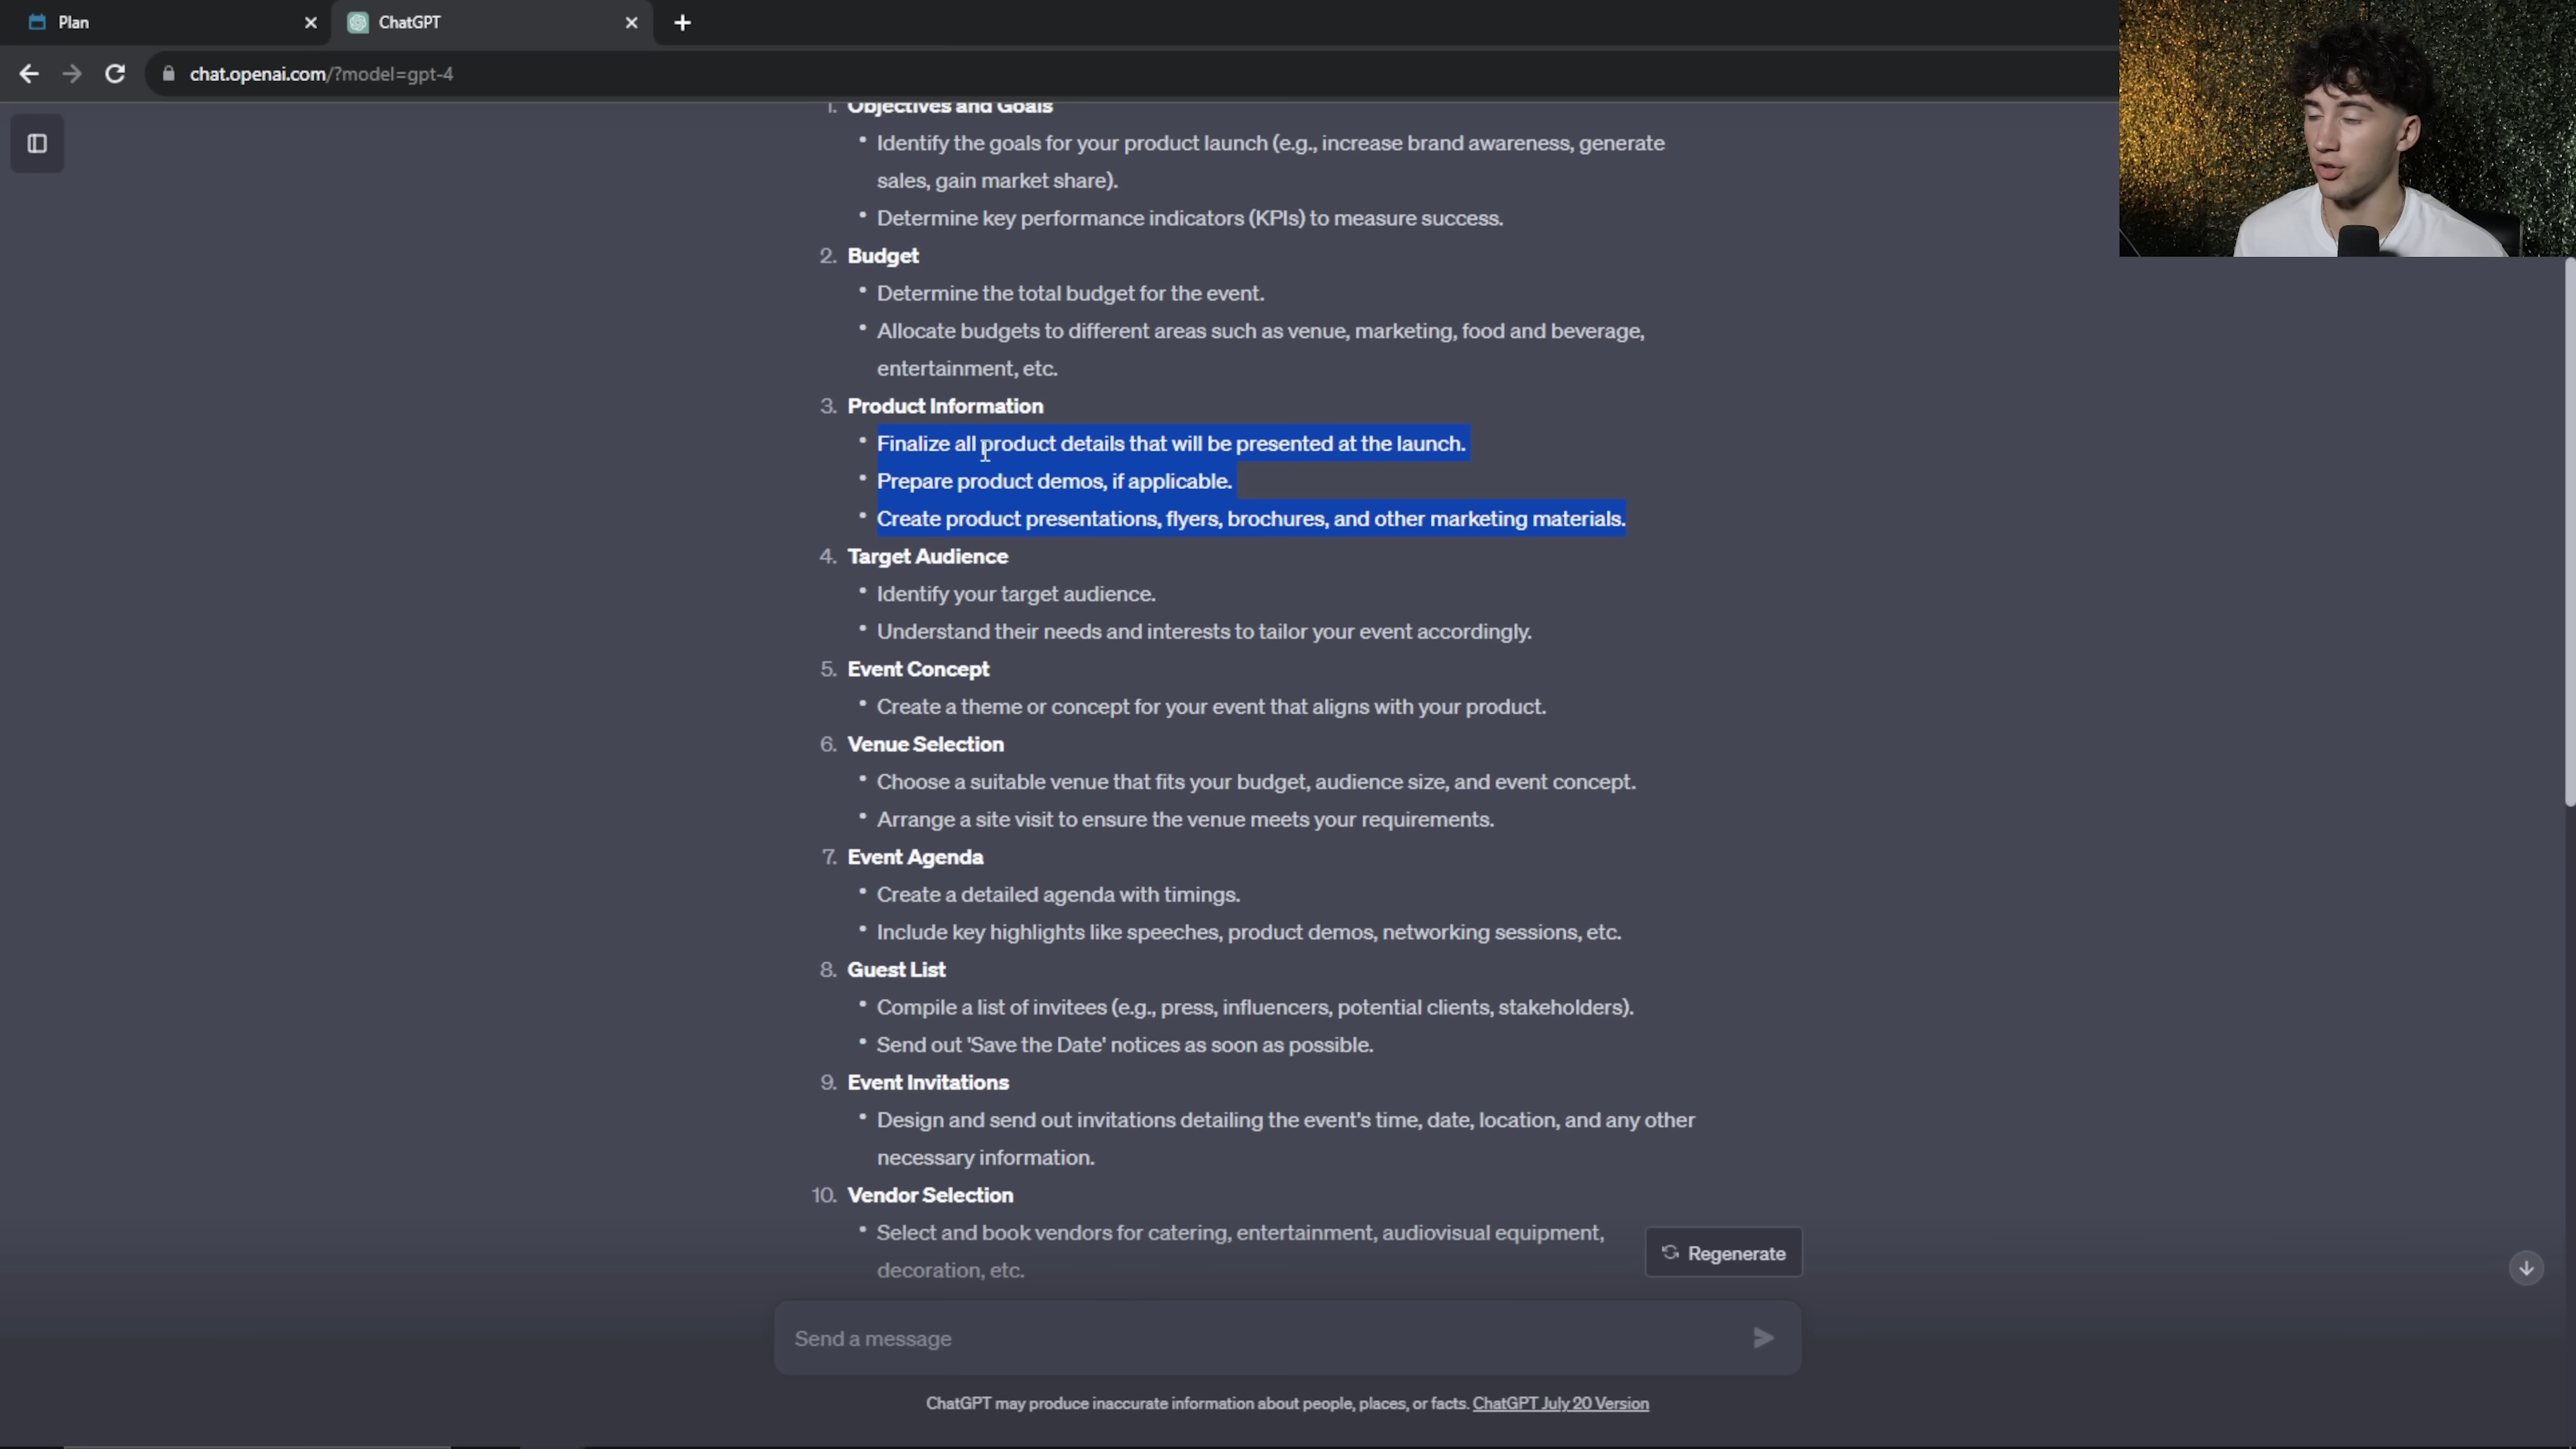 Plan
ChatGPT
chat.openai.com/?model=gpt-4
1. Objectives and Goals
• Identify the goals for your product launch (e.g., increase brand awareness, generate
sales, gain market share).
• Determine key performance indicators (KPIs) to measure success.
2. Budget
• Determine the total budget for the event.
• Allocate budgets to different areas such as venue, marketing, food and beverage,
entertainment, etc.
3. Product Information
• Finalize all product details that will be presented at the launch.
• Prepare product demos, if applicable.
• Create product presentations, flyers, brochures, and other marketing materials.
4. Target Audience
• Identify your target audience.
• Understand their needs and interests to tailor your event accordingly.
5. Event Concept
• Create a theme or concept for your event that aligns with your product.
6. Venue Selection
• Choose a suitable venue that fits your budget, audience size, and event concept.
• Arrange a site visit to ensure the venue meets your requirements.
7. Event Agenda
• Create a detailed agenda with timings.
• Include key highlights like speeches, product demos, networking sessions, etc.
8. Guest List
• Compile a list of invitees (e.g., press, influencers, potential clients, stakeholders).
• Send out 'Save the Date' notices as soon as possible.
9. Event Invitations
• Design and send out invitations detailing the event's time, date, location, and any other
necessary information.
10. Vendor Selection
• Select and book vendors for catering, entertainment, audiovisual equipment,
decoration, etc.
Regenerate
Send a message
ChatGPT may produce inaccurate information about people, places, or facts. ChatGPT July 20 Version